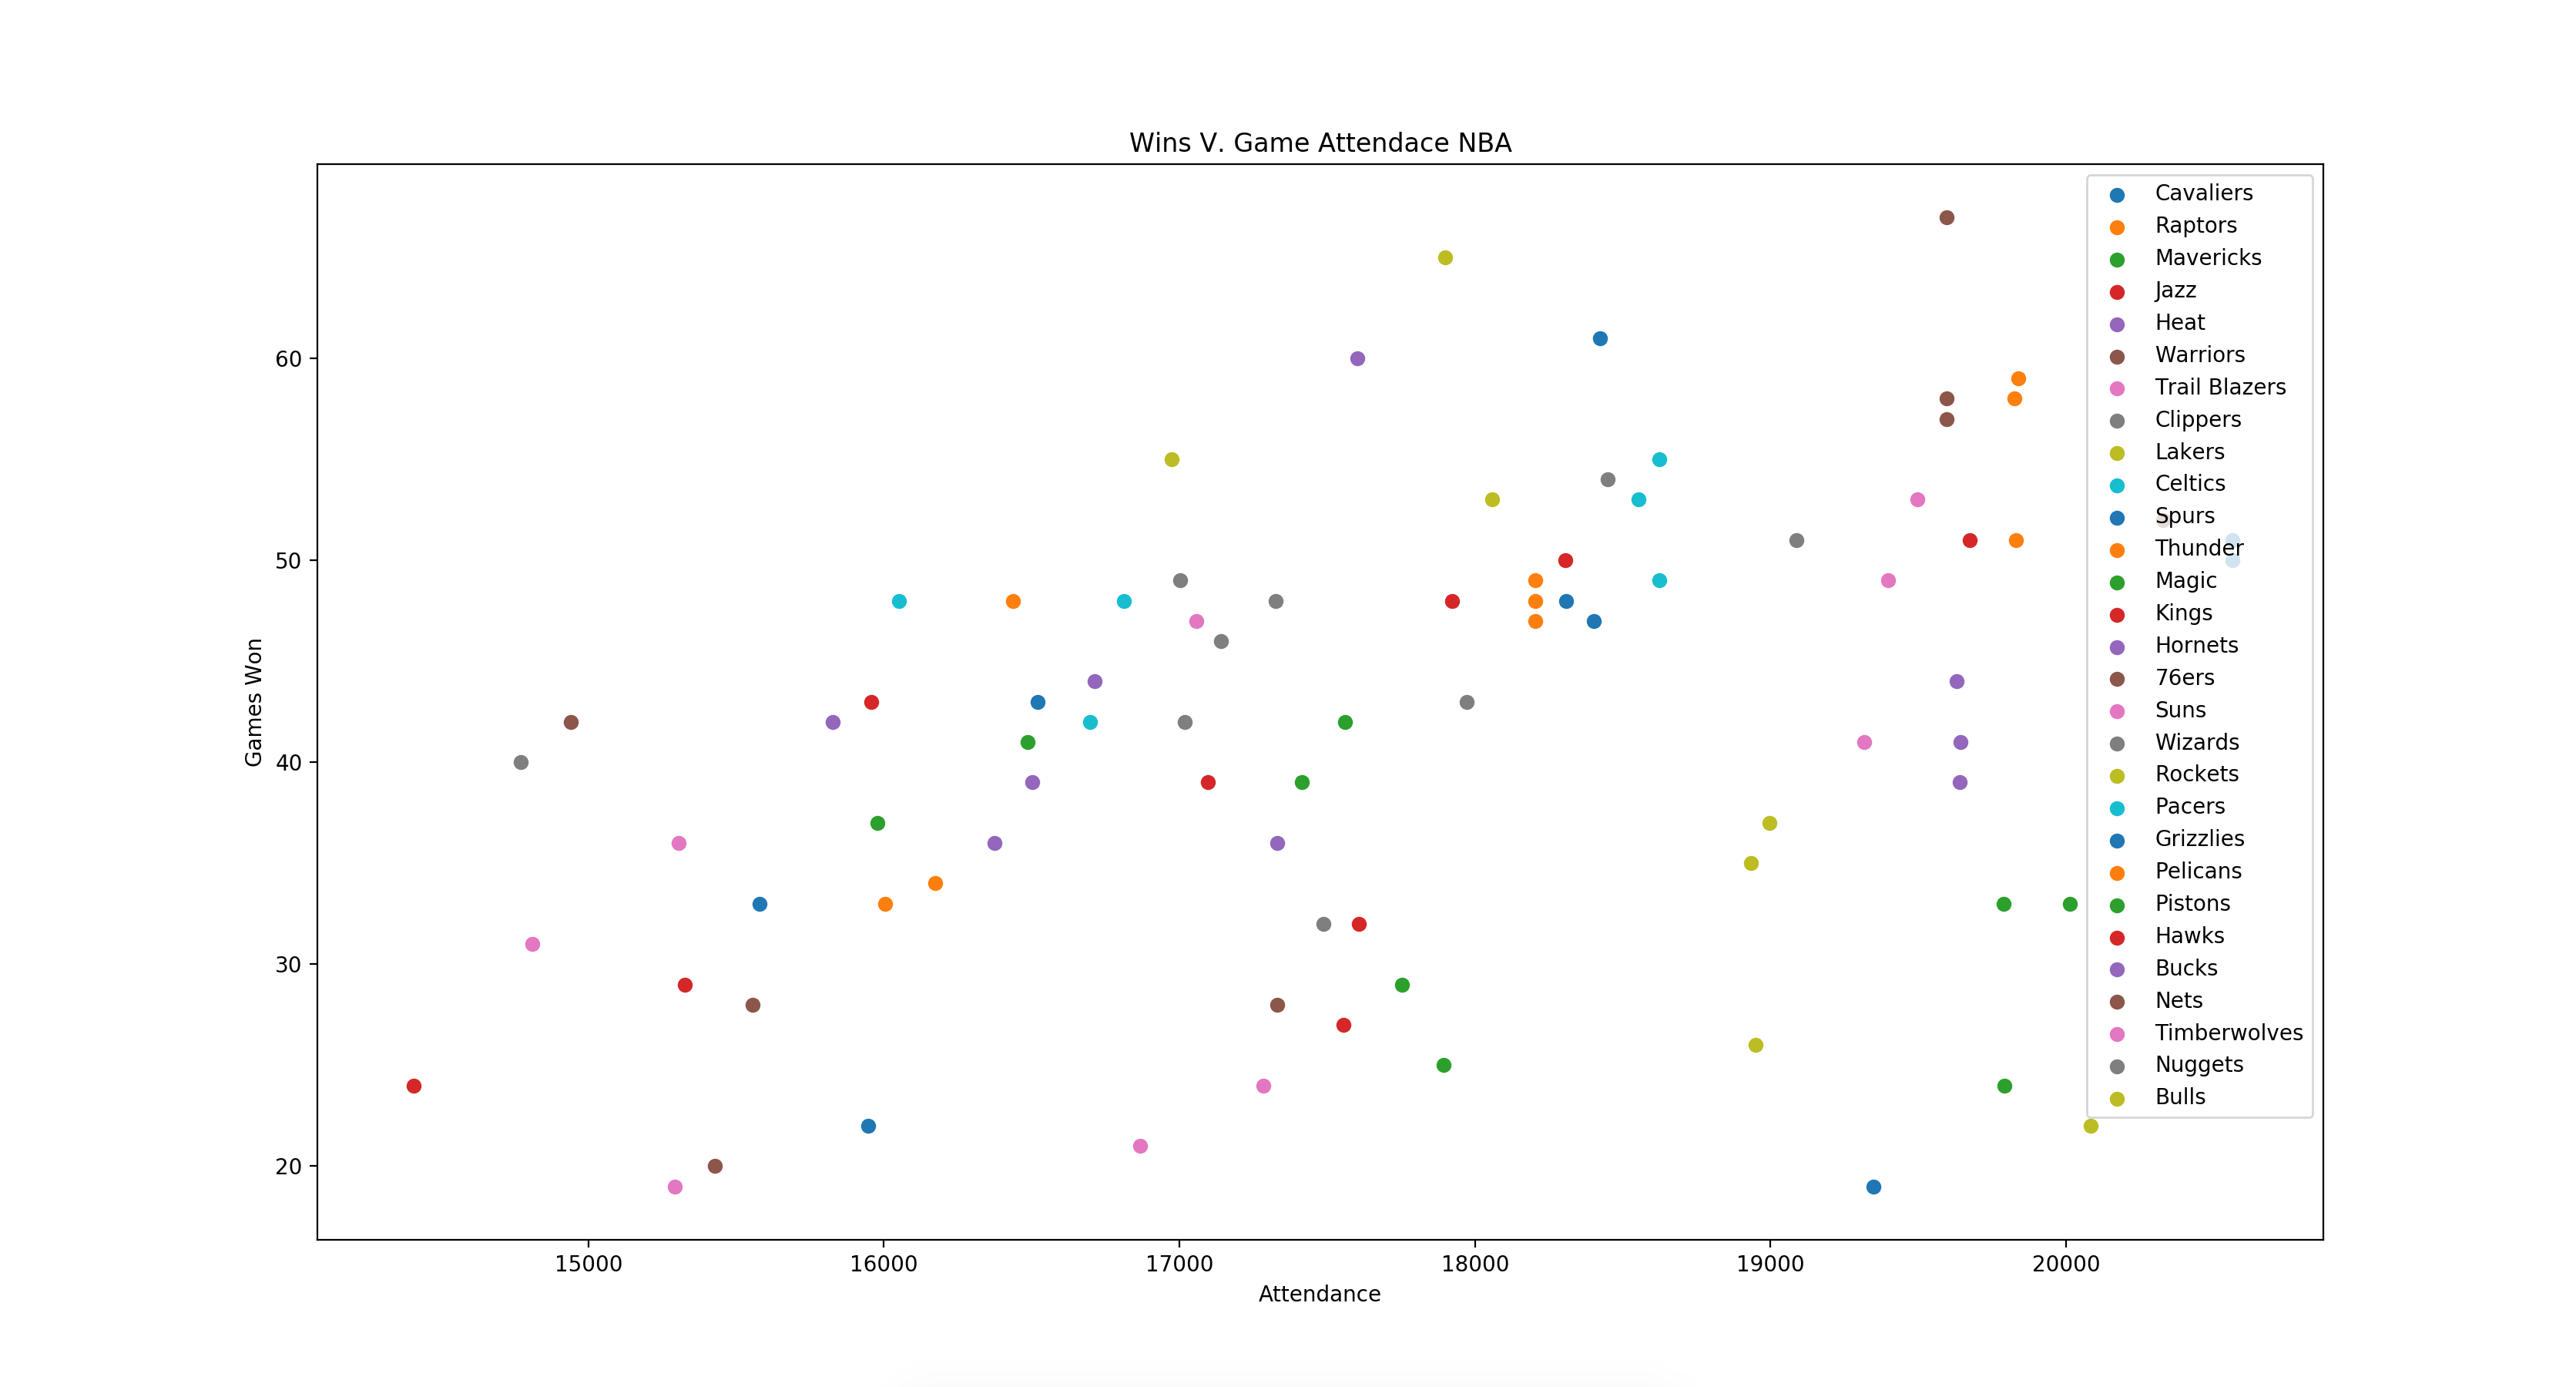 Wins V. Game Attendace NBA
Games Won
60
50
40
30
20
15000 16000 17000 18000 19000 20000
Attendance
Cavaliers
Raptors
Mavericks
Jazz
Heat
Warriors
Trail Blazers
Clippers
Lakers
Celtics
Spurs
Thunder
Magic
Kings
Hornets
76ers
Suns
Wizards
Rockets
Pacers
Grizzlies
Pelicans
Pistons
Hawks
Bucks
Nets
Timberwolves
Nuggets
Bulls